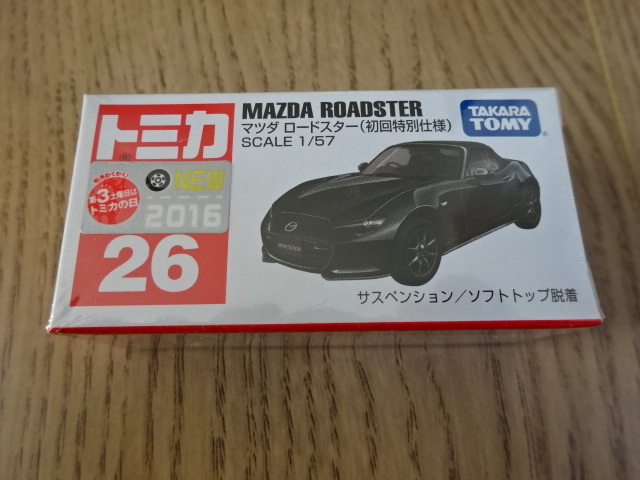 トミカ
®
MAZDA ROADSTER
マツダ ロードスター(初回特別仕様)
SCALE 1/57
TAKARA
TOMY
第3土曜日は
トミカの日
NEW
2016
26
ROADSTER
サスペンション/ソフトトップ脱着